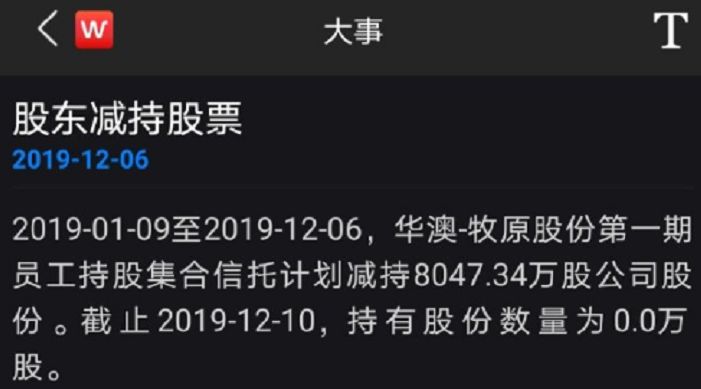 W
大事
T
股东减持股票
2019-12-06
2019-01-09至2019-12-06，华澳-牧原股份第一期
员工持股集合信托计划减持8047.34万股公司股
份。截止2019-12-10，持有股份数量为0.0万
股。